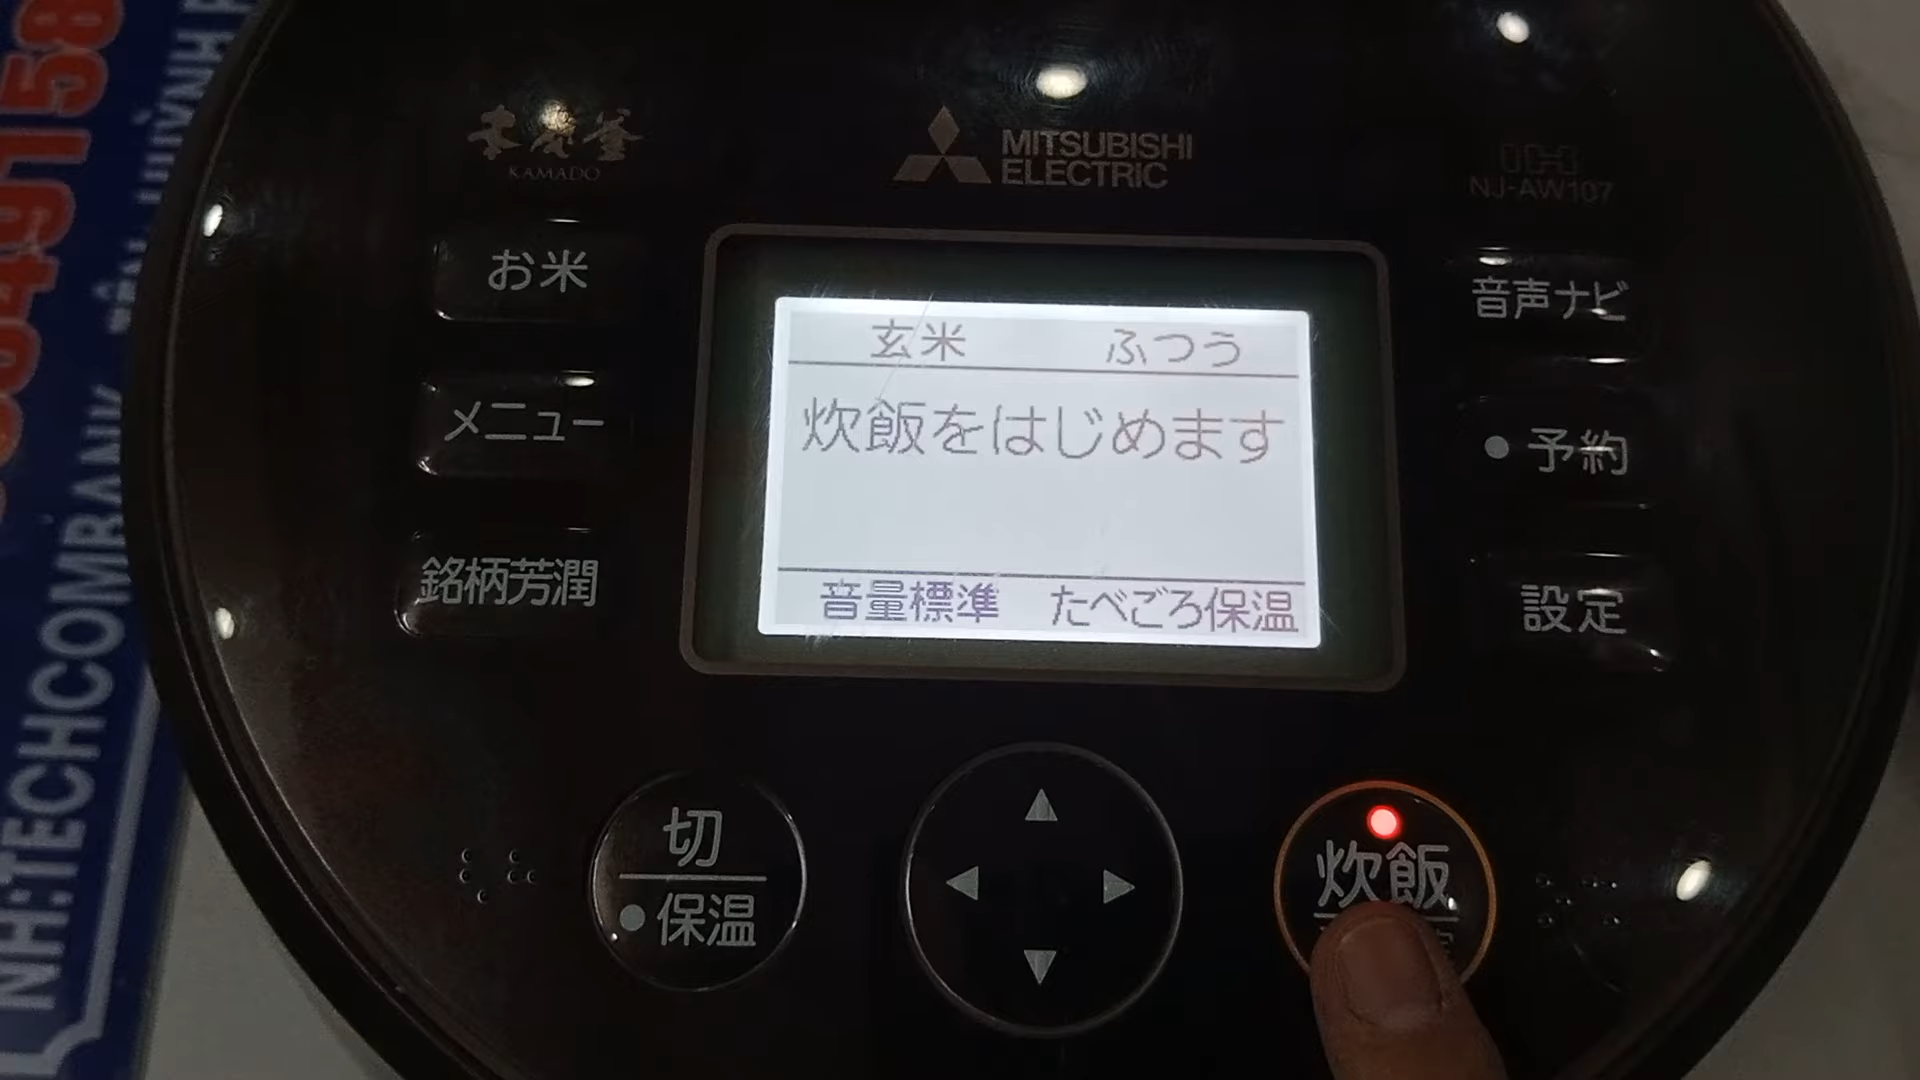 本炭釜
KAMADO
MITSUBISHI
ELECTRIC
IH
NJ-AW107
お米
メニュー
銘柄芳潤
玄米 ふつう
炊飯をはじめます
音量標準 たべごろ保温
音声ナビ
予約
設定
切
保温
炊飯
NH:TECHCOMBANK